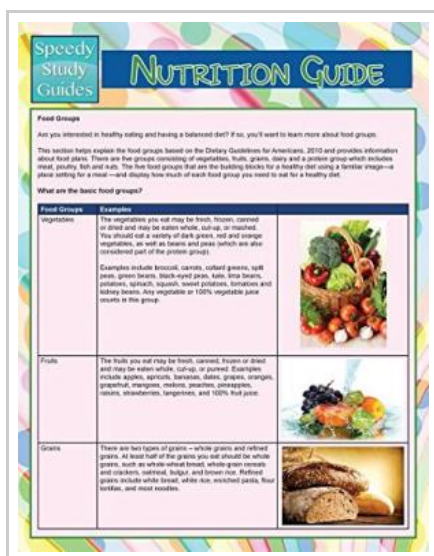 Speedy
Study
Guides
NUTRITION GUIDE
Food Groups
Are you interested in healthy eating and having a balanced diet? If so, you'll want to learn more about food groups.
This section helps explain the food groups based on the Dietary Guidelines for Americans, 2010 and provides information
about food plans. There are the groups consisting of vegetables, fruits, grains, dairy and a protein group which includes
meat, poultry, fish and nuts. The five food groups that are the building blocks for a healthy diet using a familiar image—a
place setting for a meal —and display how much of each food group you need to eat for a healthy diet.
What are the basic food groups?
Food Groups Examples
Vegetables The vegetables you eat may be fresh, frozen, canned
or dried and may be eaten whole, cut-up, or mashed.
You should eat a variety of dark green, red and orange
vegetables, as well as beans and peas (which are also
considered part of the protein group).
Examples include broccoli, carrots, collard greens, split
peas, green beans, black-eyed peas, kale, lima beans,
potatoes, spinach, squash, sweet potatoes, tomatoes and
kidney beans. Any vegetable or 100% vegetable juice
counts in this group.
Fruits The fruits you eat may be fresh, canned, frozen or dried
and may be eaten whole, cut-up, or pureed. Examples
include apples, apricots, bananas, dates, grapes, oranges,
grapefruit, mangoes, melons, peaches, pineapples,
raisins, strawberries, tangerines, and 100% fruit juice.
Grains There are two types of grains – whole grains and refined
grains. At least half of the grains you eat should be whole
grains, such as whole-wheat bread, whole-grain cereals
and crackers, oatmeal, bulgur, and brown rice. Refined
grains include white bread, white rice, enriched pasta, flour
tortillas, and most noodles.